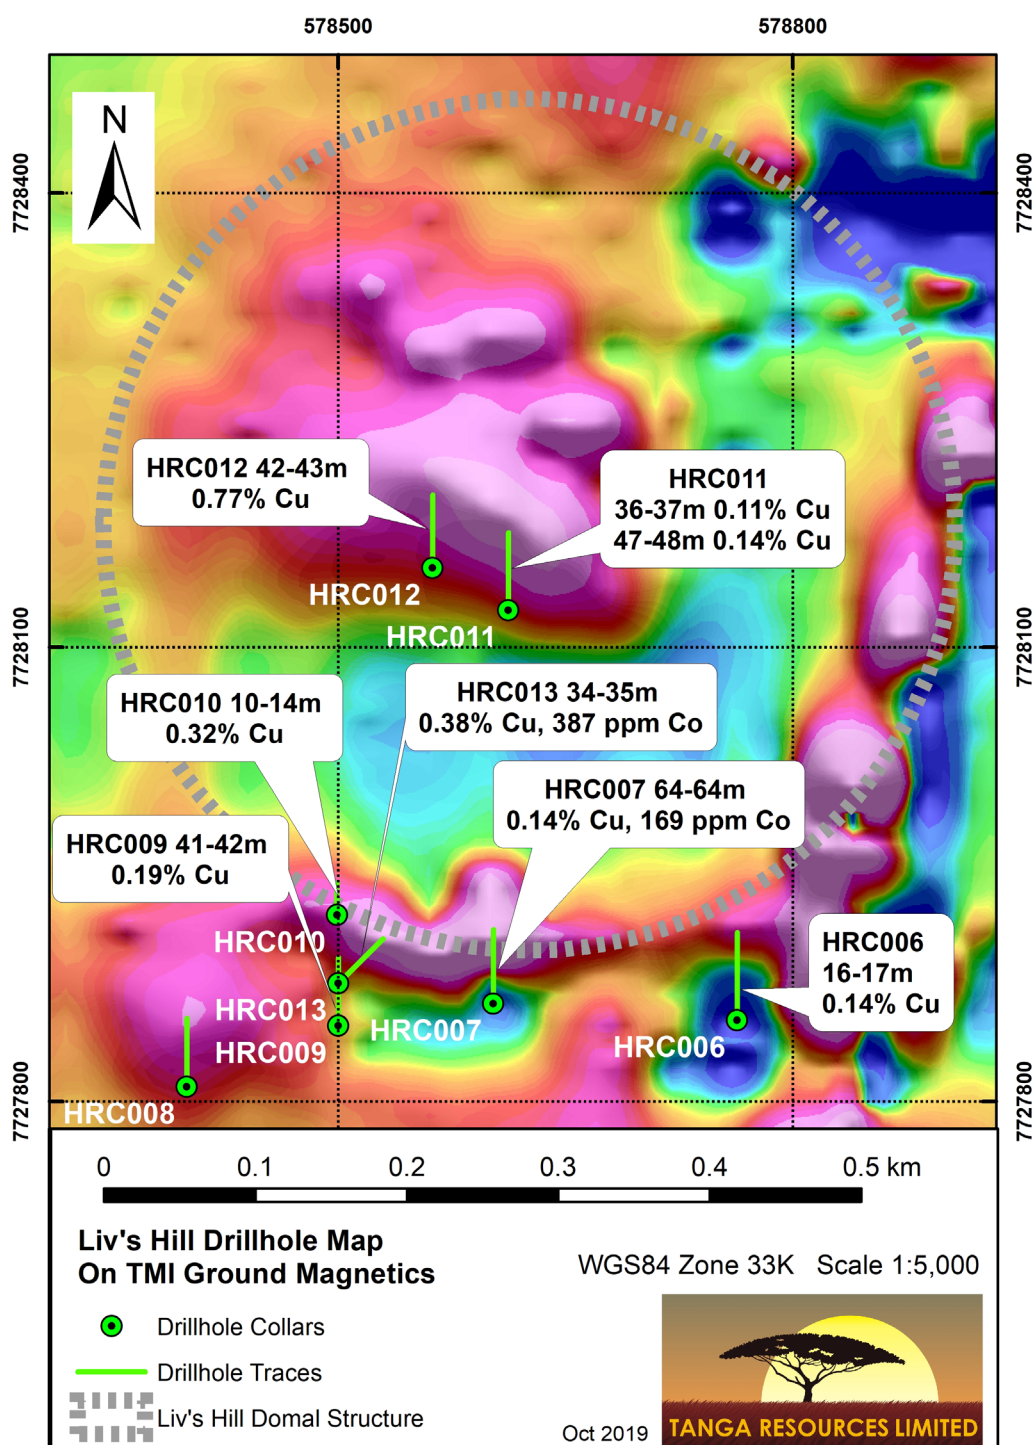 578500
578800
N
7728400
7728400
HRC012 42-43m
0.77% Cu
HRC011
36-37m 0.11% Cu
47-48m 0.14% Cu
HRC012
HRC011
7728100
7728100
HRC010 10-14m
0.32% Cu
HRC013 34-35m
0.38% Cu, 387 ppm Co
HRC007 64-64m
0.14% Cu, 169 ppm Co
HRC009 41-42m
0.19% Cu
HRC010
HRC013
HRC009
HRC007
HRC006
16-17m
0.14% Cu
HRC006
HRC008
7727800
7727800
0 0.1 0.2 0.3 0.4 0.5 km
Liv's Hill Drillhole Map
On TMI Ground Magnetics
WGS84 Zone 33K Scale 1:5,000
Drillhole Collars
Drillhole Traces
Liv's Hill Domal Structure
Oct 2019
TANGA RESOURCES LIMITED